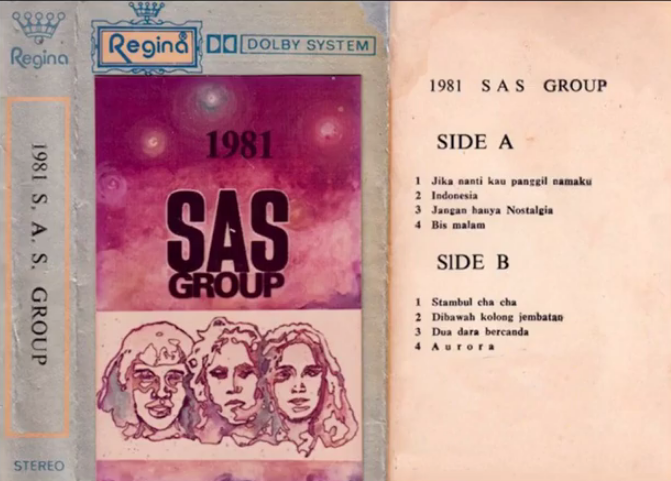 Regina
1981 S. A. S. GROUP
STEREO
Regina®
DOLBY SYSTEM
1981
SAS
GROUP
1981 SAS GROUP
SIDE A
1 Jika nanti kau panggil namaku
2 Indonesia
3 Jangan hanya Nostalgia
4 Bis malam
SIDE B
1 Stambul cha cha
2 Dibawah kolong jembatan
3 Dua dara bercanda
4 Aurora